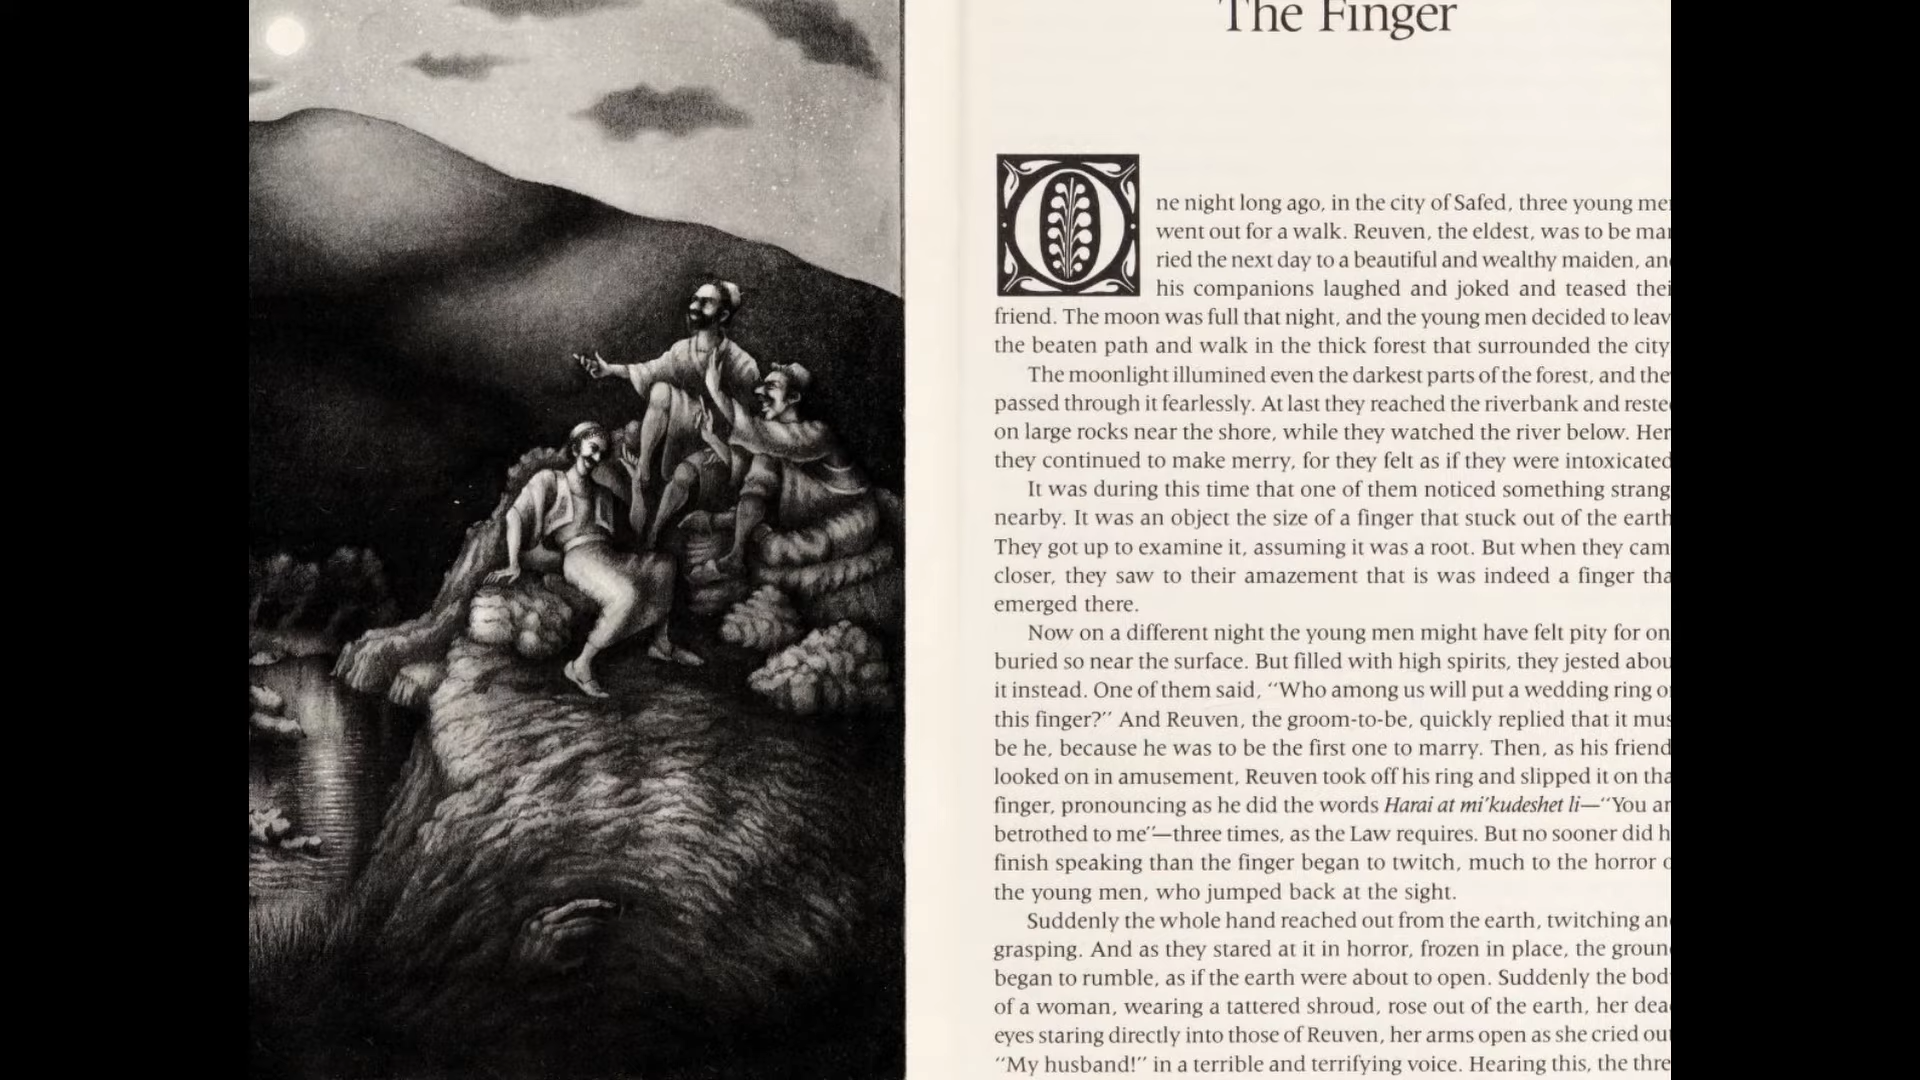 The Finger
One night long ago, in the city of Safed, three young me
went out for a walk. Reuven, the eldest, was to be mar
ried the next day to a beautiful and wealthy maiden, an
his companions laughed and joked and teased thei
friend. The moon was full that night, and the young men decided to leav
the beaten path and walk in the thick forest that surrounded the city
The moonlight illumined even the darkest parts of the forest, and the
passed through it fearlessly. At last they reached the riverbank and reste
on large rocks near the shore, while they watched the river below. Her
they continued to make merry, for they felt as if they were intoxicated
It was during this time that one of them noticed something strang
nearby. It was an object the size of a finger that stuck out of the earth
They got up to examine it, assuming it was a root. But when they cam
closer, they saw to their amazement that is was indeed a finger tha
emerged there.
Now on a different night the young men might have felt pity for on
buried so near the surface. But filled with high spirits, they jested abou
it instead. One of them said, “Who among us will put a wedding ring o
this finger?” And Reuven, the groom-to-be, quickly replied that it mus
be he, because he was to be the first one to marry. Then, as his friend
looked on in amusement, Reuven took off his ring and slipped it on tha
finger, pronouncing as he did the words Harai at mi’kudeshet li—“You ar
betrothed to me”—three times, as the Law requires. But no sooner did h
finish speaking than the finger began to twitch, much to the horror o
the young men, who jumped back at the sight.
Suddenly the whole hand reached out from the earth, twitching an
grasping. And as they stared at it in horror, frozen in place, the groun
began to rumble, as if the earth were about to open. Suddenly the bod
of a woman, wearing a tattered shroud, rose out of the earth, her dea
eyes staring directly into those of Reuven, her arms open as she cried ou
“My husband!” in a terrible and terrifying voice. Hearing this, the thre